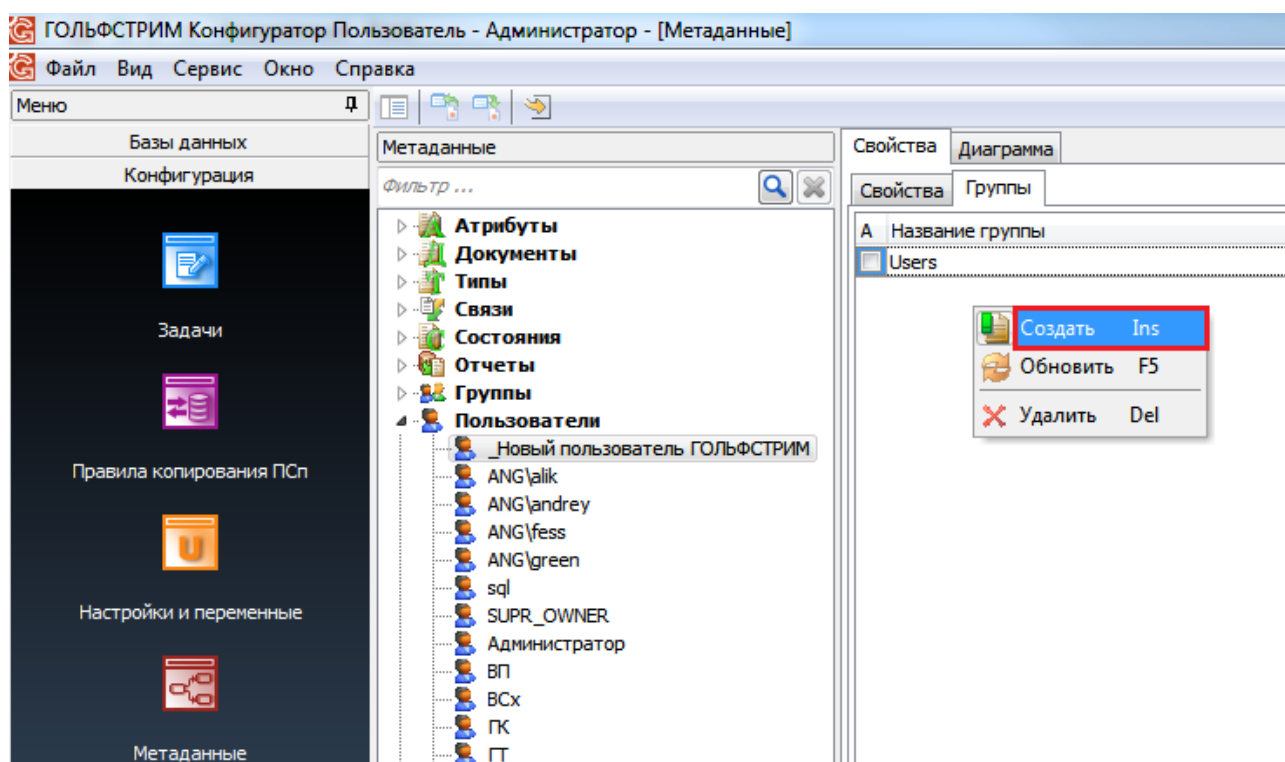 ГОЛЬФСТРИМ Конфигуратор Пользователь - Администратор - [Метаданные]
Файл Вид Сервис Окно Справка
Меню
Базы данных
Конфигурация
Задачи
Правила копирования ПСп
Настройки и переменные
Метаданные
Метаданные
Фильтр ...
Атрибуты
Документы
Типы
Связи
Состояния
Отчеты
Группы
Пользователи
_Новый пользователь ГОЛЬФСТРИМ
ANG\alik
ANG\andrey
ANG\fess
ANG\green
sql
SUPR_OWNER
Администратор
ВП
ВСх
ГК
ГТ
Свойства Диаграмма
Свойства Группы
А Название группы
Users
Создать Ins
Обновить F5
Удалить Del